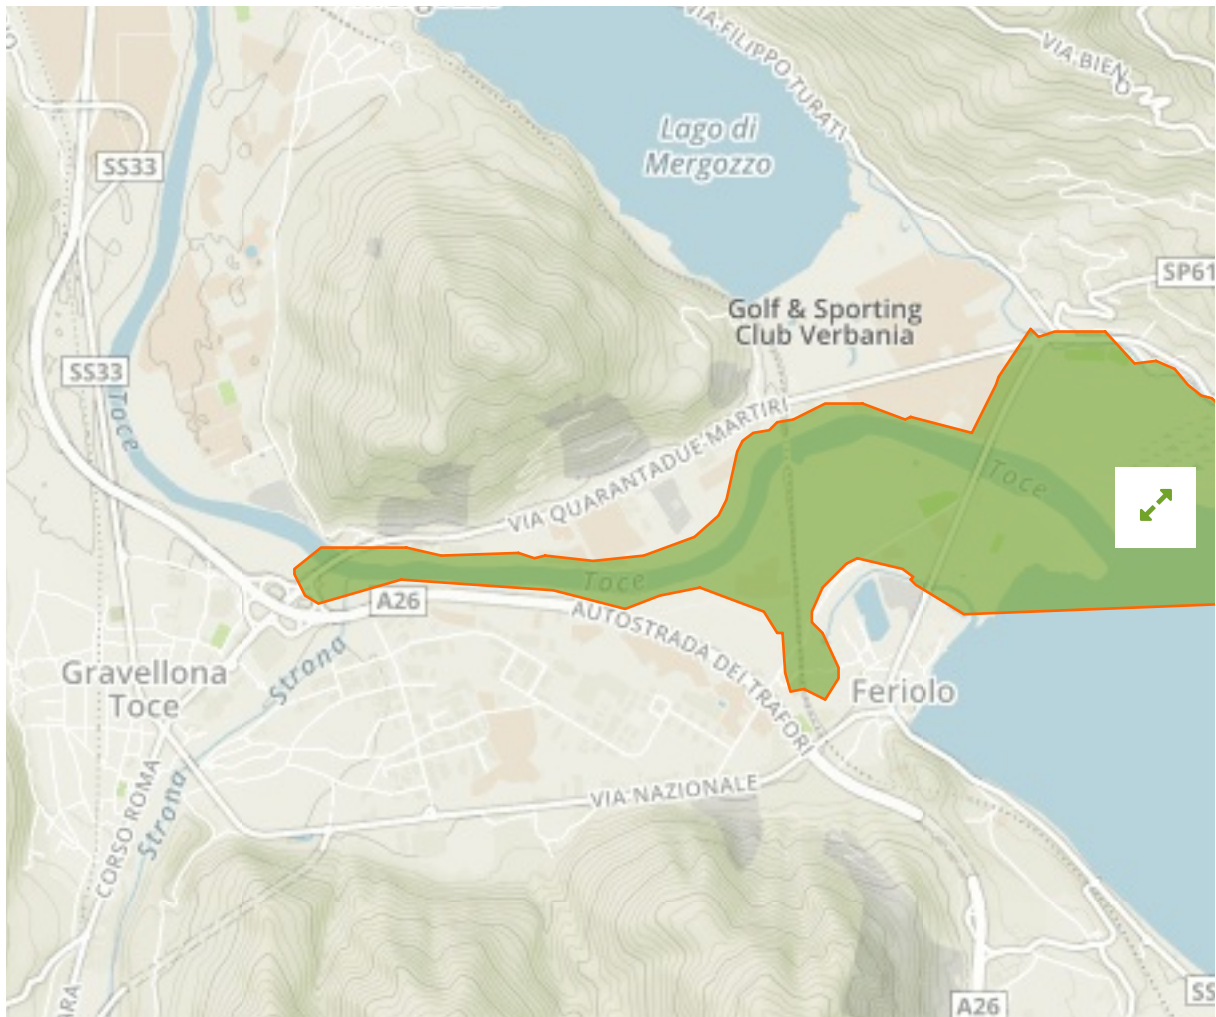 VIA FILIPPO TURATI
VIA BIEN
O
Lago di
Mergozzo
SS33
SP61
Golf & Sporting
Club Verbania
SS33
Toce
VIA QUARANTADUE MARTIRI
Toce
Toce
A26
AUTOSTRADA DEI TRAFORI
Strona
Gravellona
Toce
Feriolo
VIA NAZIONALE
CORSO ROMA
Strona
A26
SS